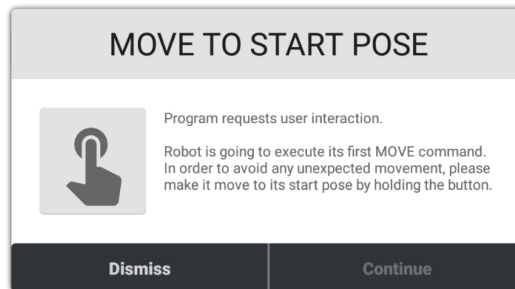 MOVE TO START POSE
Program requests user interaction.
Robot is going to execute its first MOVE command.
In order to avoid any unexpected movement, please
make it move to its start pose by holding the button.
Dismiss
Continue